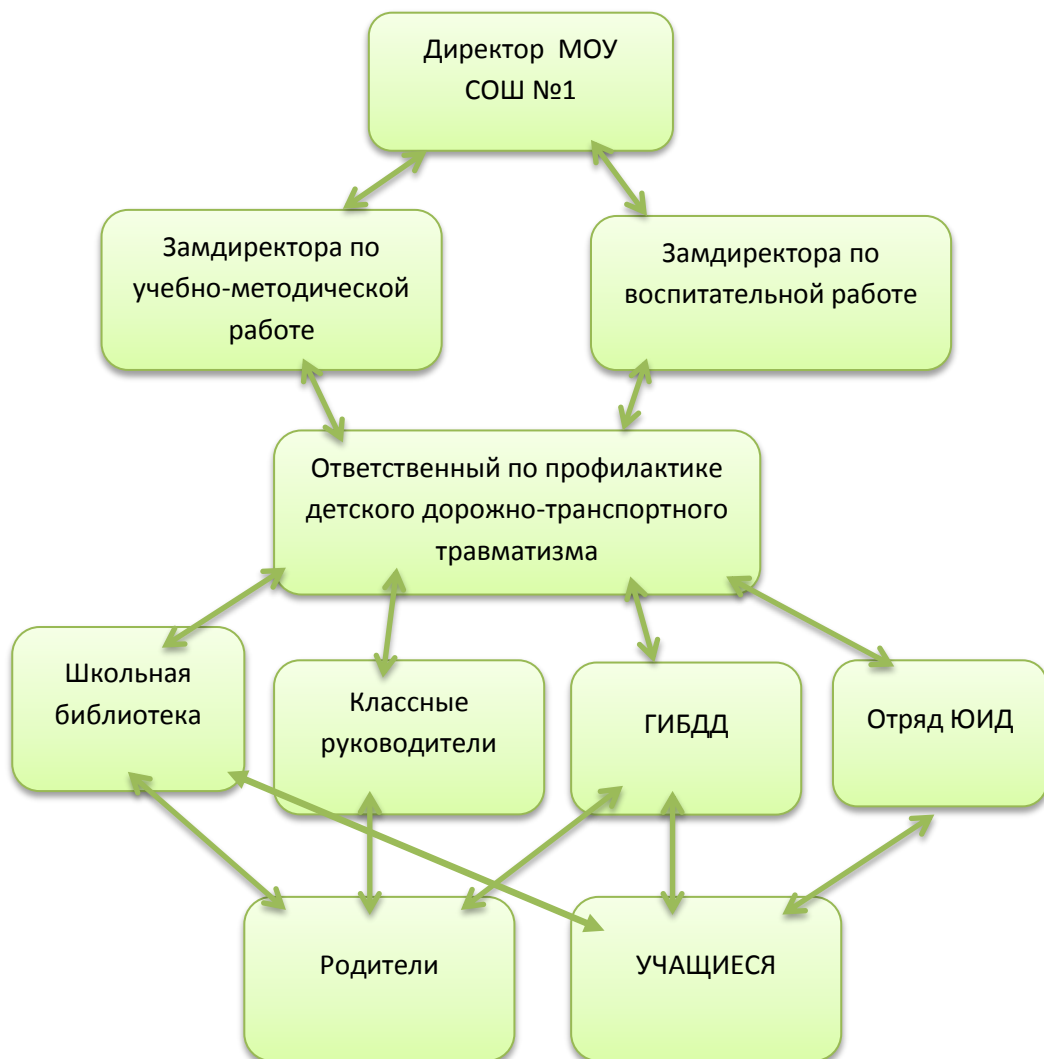 Директор МОУ
СОШ №1
Замдиректора по
учебно-методической
работе
Замдиректора по
воспитательной работе
Ответственный по профилактике
детского дорожно-транспортного
травматизма
Школьная
библиотека
Классные
руководители
ГИБДД
Отряд ЮИД
Родители
УЧАЩИЕСЯ